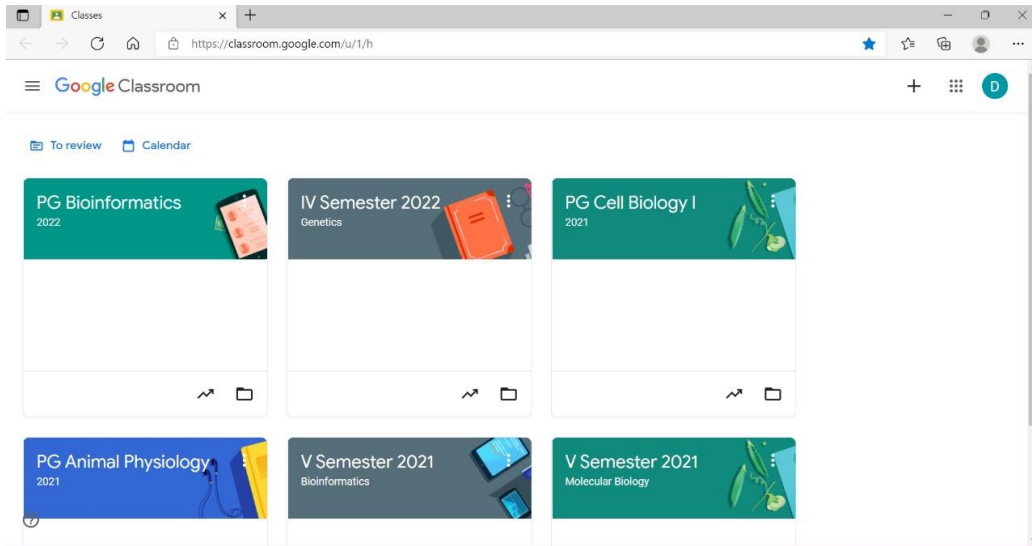 Classes
https://classroom.google.com/u/1/h
Google Classroom
D
To review Calendar
PG Bioinformatics
2022
IV Semester 2022
Genetics
PG Cell Biology I
2021
PG Animal Physiology
2021
V Semester 2021
Bioinformatics
V Semester 2021
Molecular Biology